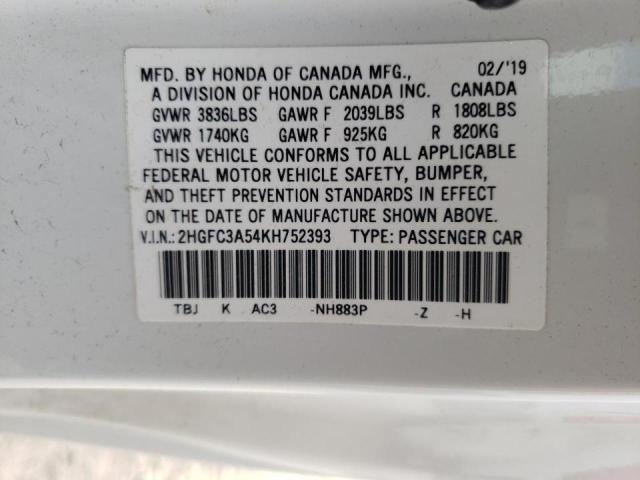 MFD. BY HONDA OF CANADA MFG., 02/'19
A DIVISION OF HONDA CANADA INC. CANADA
GVWR 3836LBS GAWR F 2039LBS R 1808LBS
GVWR 1740KG GAWR F 925KG R 820KG
THIS VEHICLE CONFORMS TO ALL APPLICABLE
FEDERAL MOTOR VEHICLE SAFETY, BUMPER,
AND THEFT PREVENTION STANDARDS IN EFFECT
ON THE DATE OF MANUFACTURE SHOWN ABOVE.
V.I.N.: 2HGFC3A54KH752393 TYPE: PASSENGER CAR
TBJ K AC3 -NH883P -Z -H